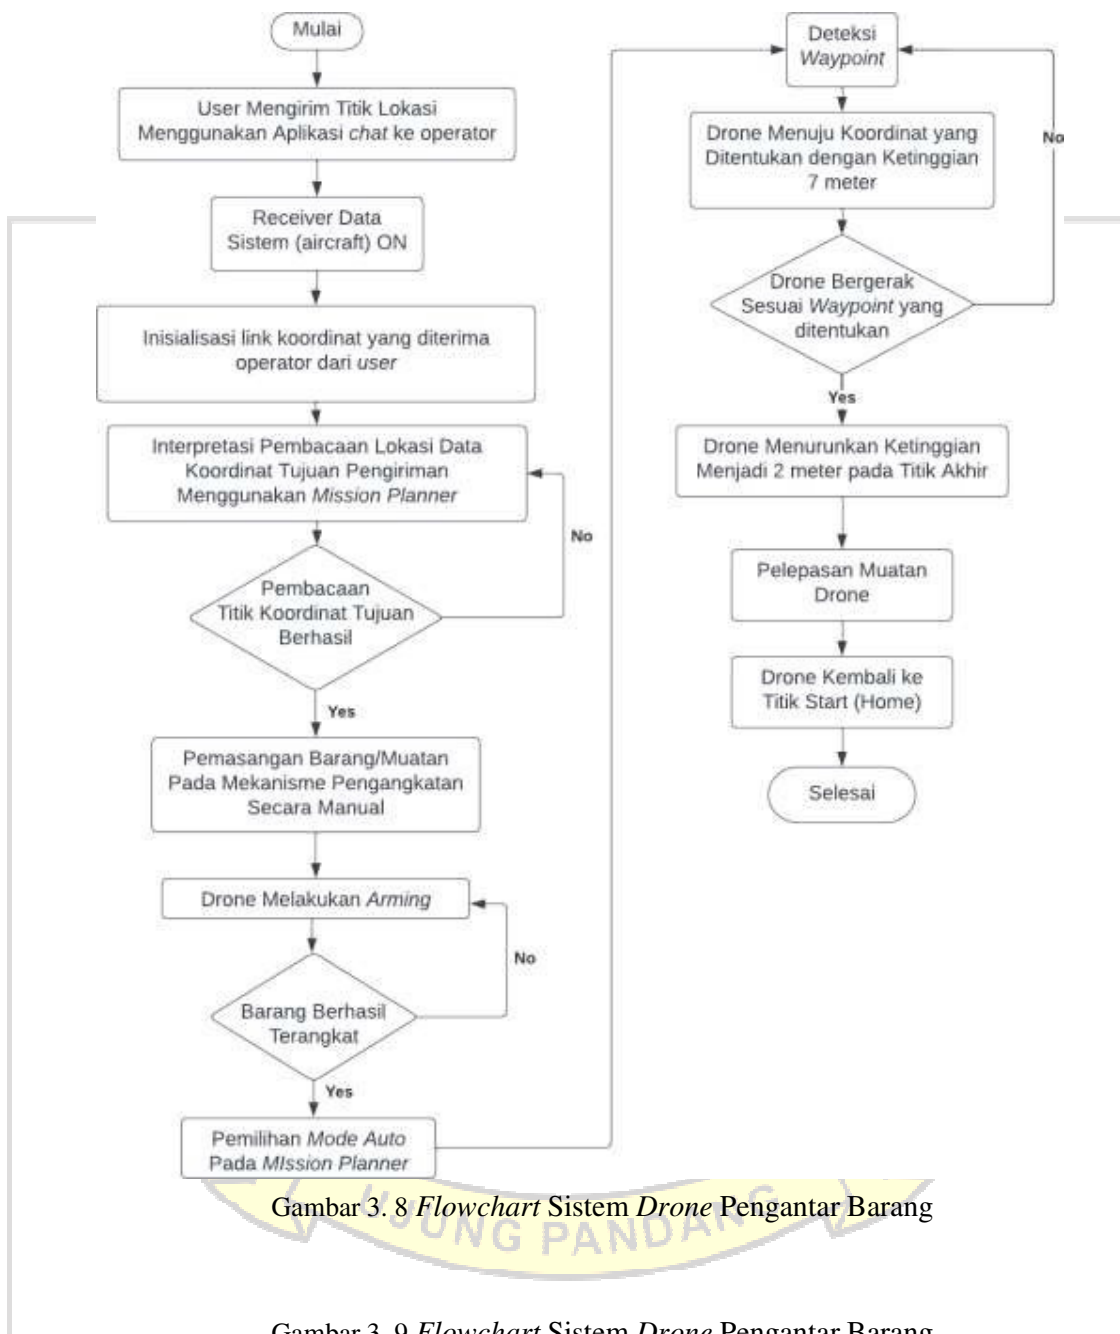 Mulai
User Mengirim Titik Lokasi
Menggunakan Aplikasi chat ke operator
Receiver Data
Sistem (aircraft) ON
Inisialisasi link koordinat yang diterima
operator dari user
Interpretasi Pembacaan Lokasi Data
Koordinat Tujuan Pengiriman
Menggunakan Mission Planner
No
Pembacaan
Titik Koordinat Tujuan
Berhasil
Yes
Pemasangan Barang/Muatan
Pada Mekanisme Pengangkatan
Secara Manual
Drone Melakukan Arming
No
Barang Berhasil
Terangkat
Yes
Pemilihan Mode Auto
Pada MIssion Planner
Deteksi
Waypoint
No
Drone Menuju Koordinat yang
Ditentukan dengan Ketinggian
7 meter
Drone Bergerak
Sesuai Waypoint yang
ditentukan
Yes
Drone Menurunkan Ketinggian
Menjadi 2 meter pada Titik Akhir
Pelepasan Muatan
Drone
Drone Kembali ke
Titik Start (Home)
Selesai
Gambar 3. 8 Flowchart Sistem Drone Pengantar Barang
UJUNG PANDANG
Gambar 3. 9 Flowchart Sistem Drone Pengantar Barang